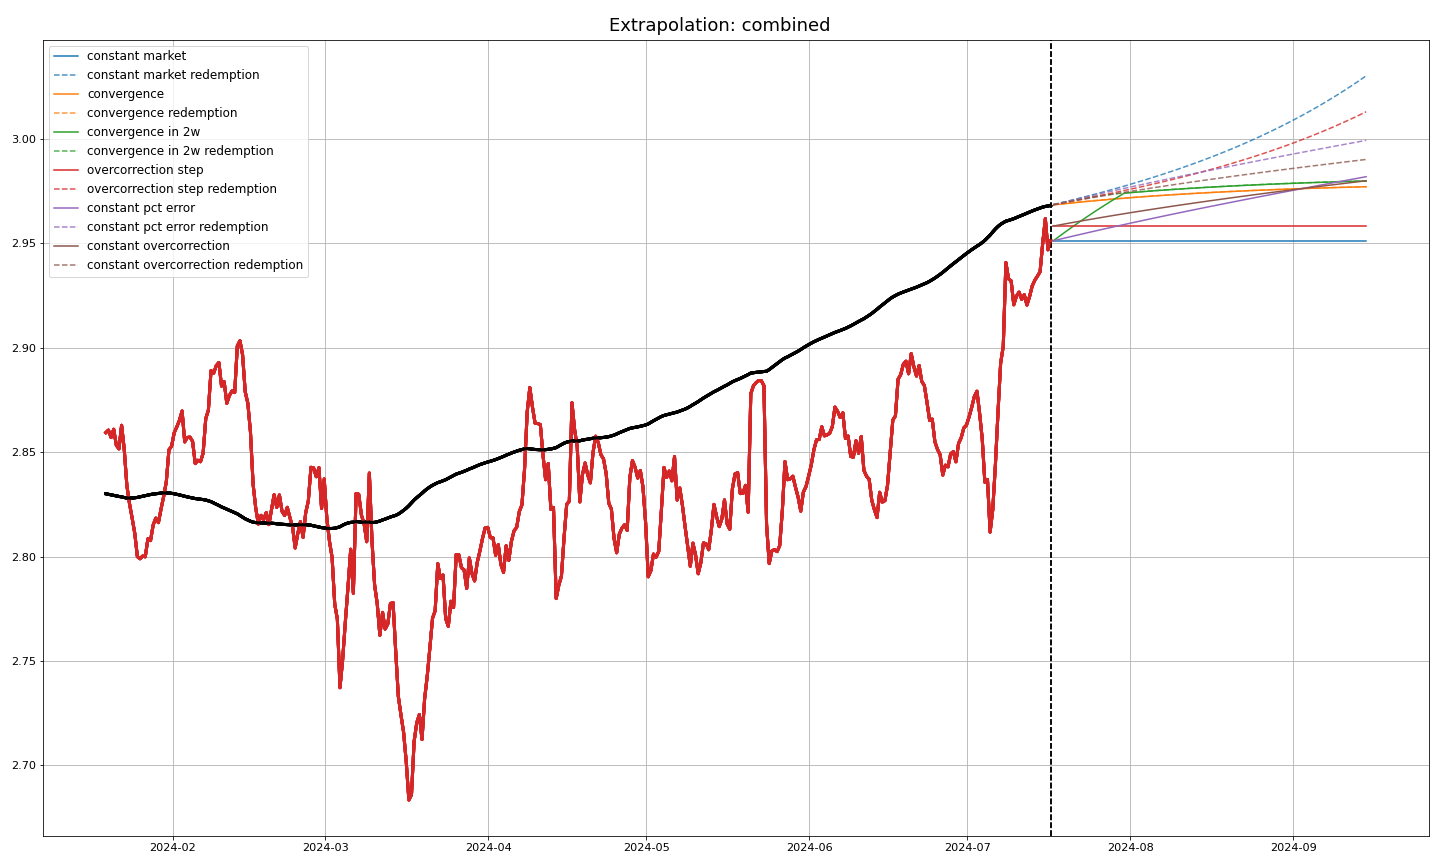 Extrapolation: combined
constant market
constant market redemption
convergence
convergence redemption
convergence in 2w
convergence in 2w redemption
overcorrection step
overcorrection step redemption
constant pct error
constant pct error redemption
constant overcorrection
constant overcorrection redemption
3.00
2.95
2.90
2.85
2.80
2.75
2.70
2024-02
2024-03
2024-04
2024-05
2024-06
2024-07
2024-08
2024-09